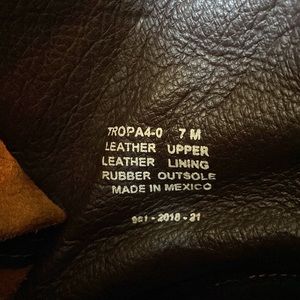 TROPA4-0 7 M
LEATHER UPPER
LEATHER LINING
RUBBER OUTSOLE
MADE IN MEXICO
961 - 2018 - 21